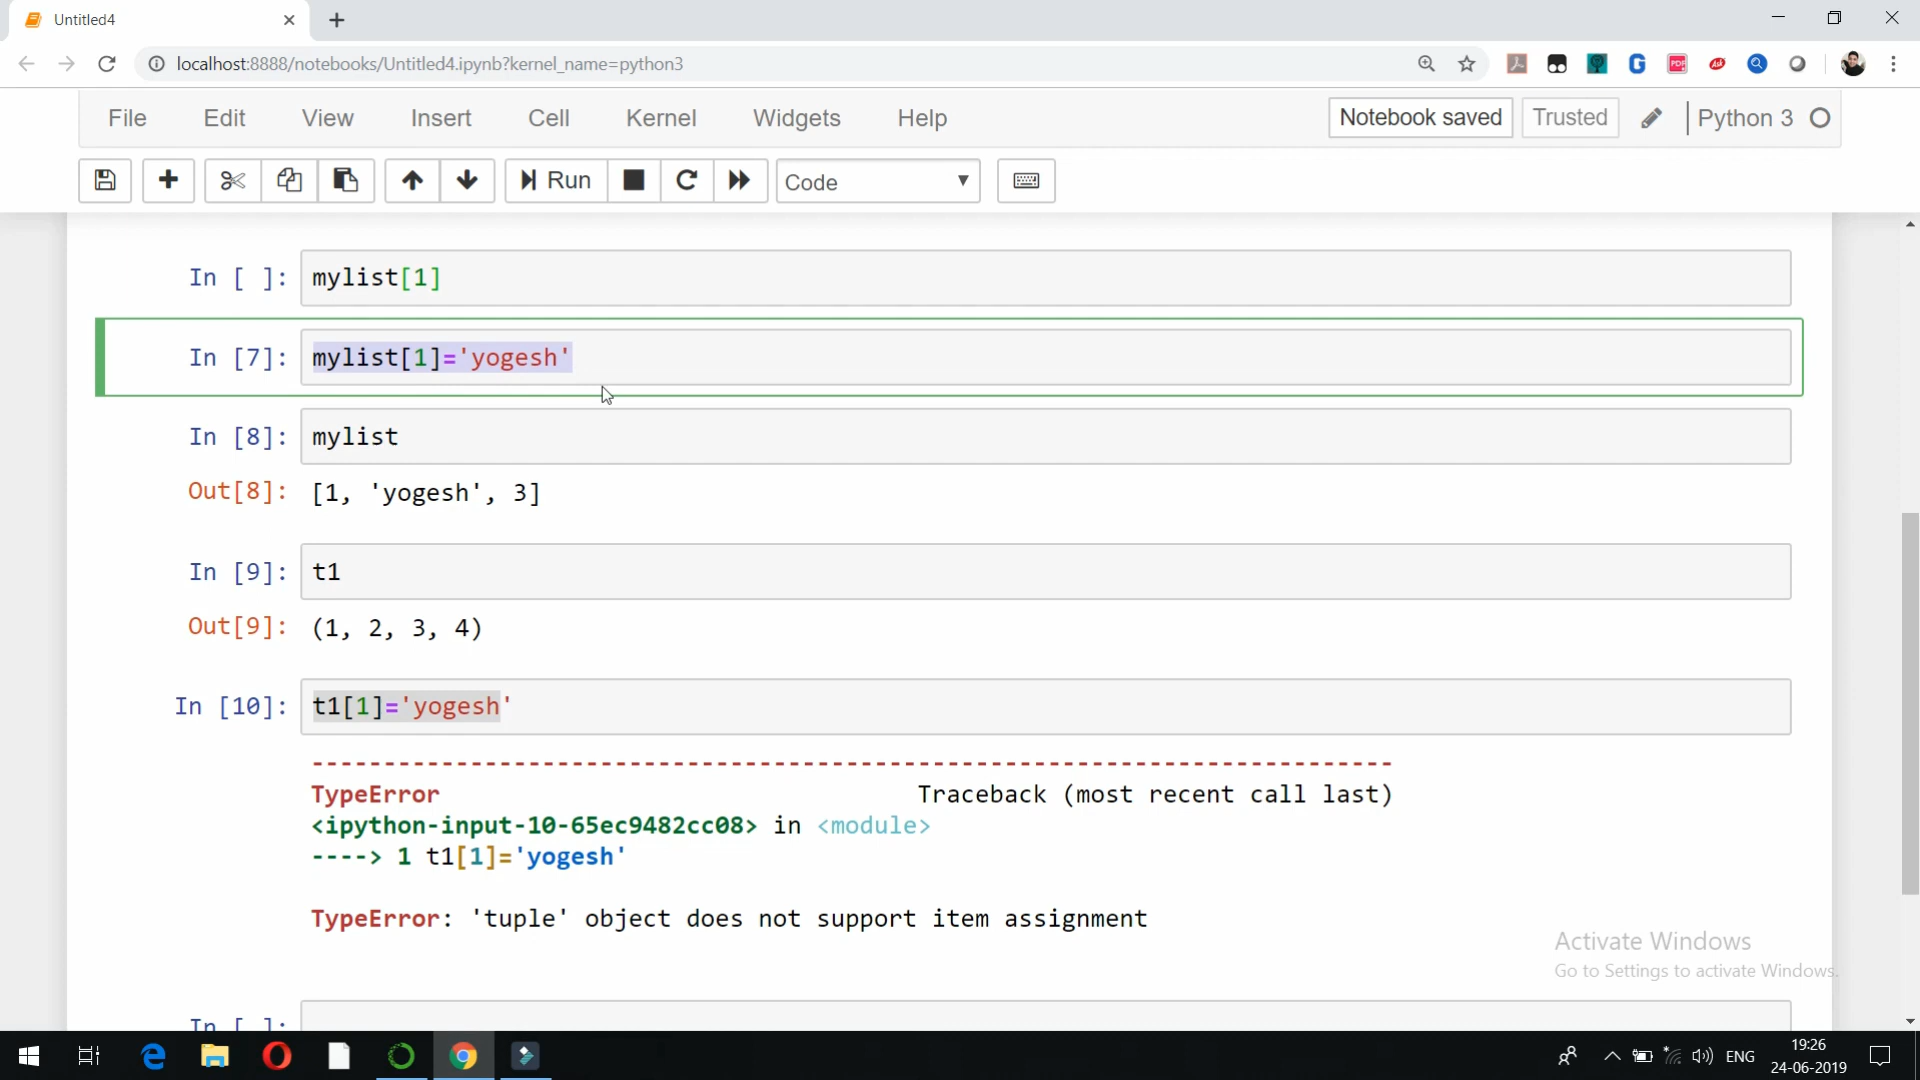 Untitled4
localhost:8888/notebooks/Untitled4.ipynb?kernel_name=python3
File Edit View Insert Cell Kernel Widgets Help Notebook saved Trusted Python 3
Run Code
In [ ]: mylist[1]
In [7]: mylist[1]='yogesh'
In [8]: mylist
Out[8]: [1, 'yogesh', 3]
In [9]: t1
Out[9]: (1, 2, 3, 4)
In [10]: t1[1]='yogesh'
---------------------------------------------------------------------------
TypeError Traceback (most recent call last)
<ipython-input-10-65ec9482cc08> in <module>
----> 1 t1[1]='yogesh'
TypeError: 'tuple' object does not support item assignment
Activate Windows
Go to Settings to activate Windows.
In [ ]:
ENG
19:26
24-06-2019